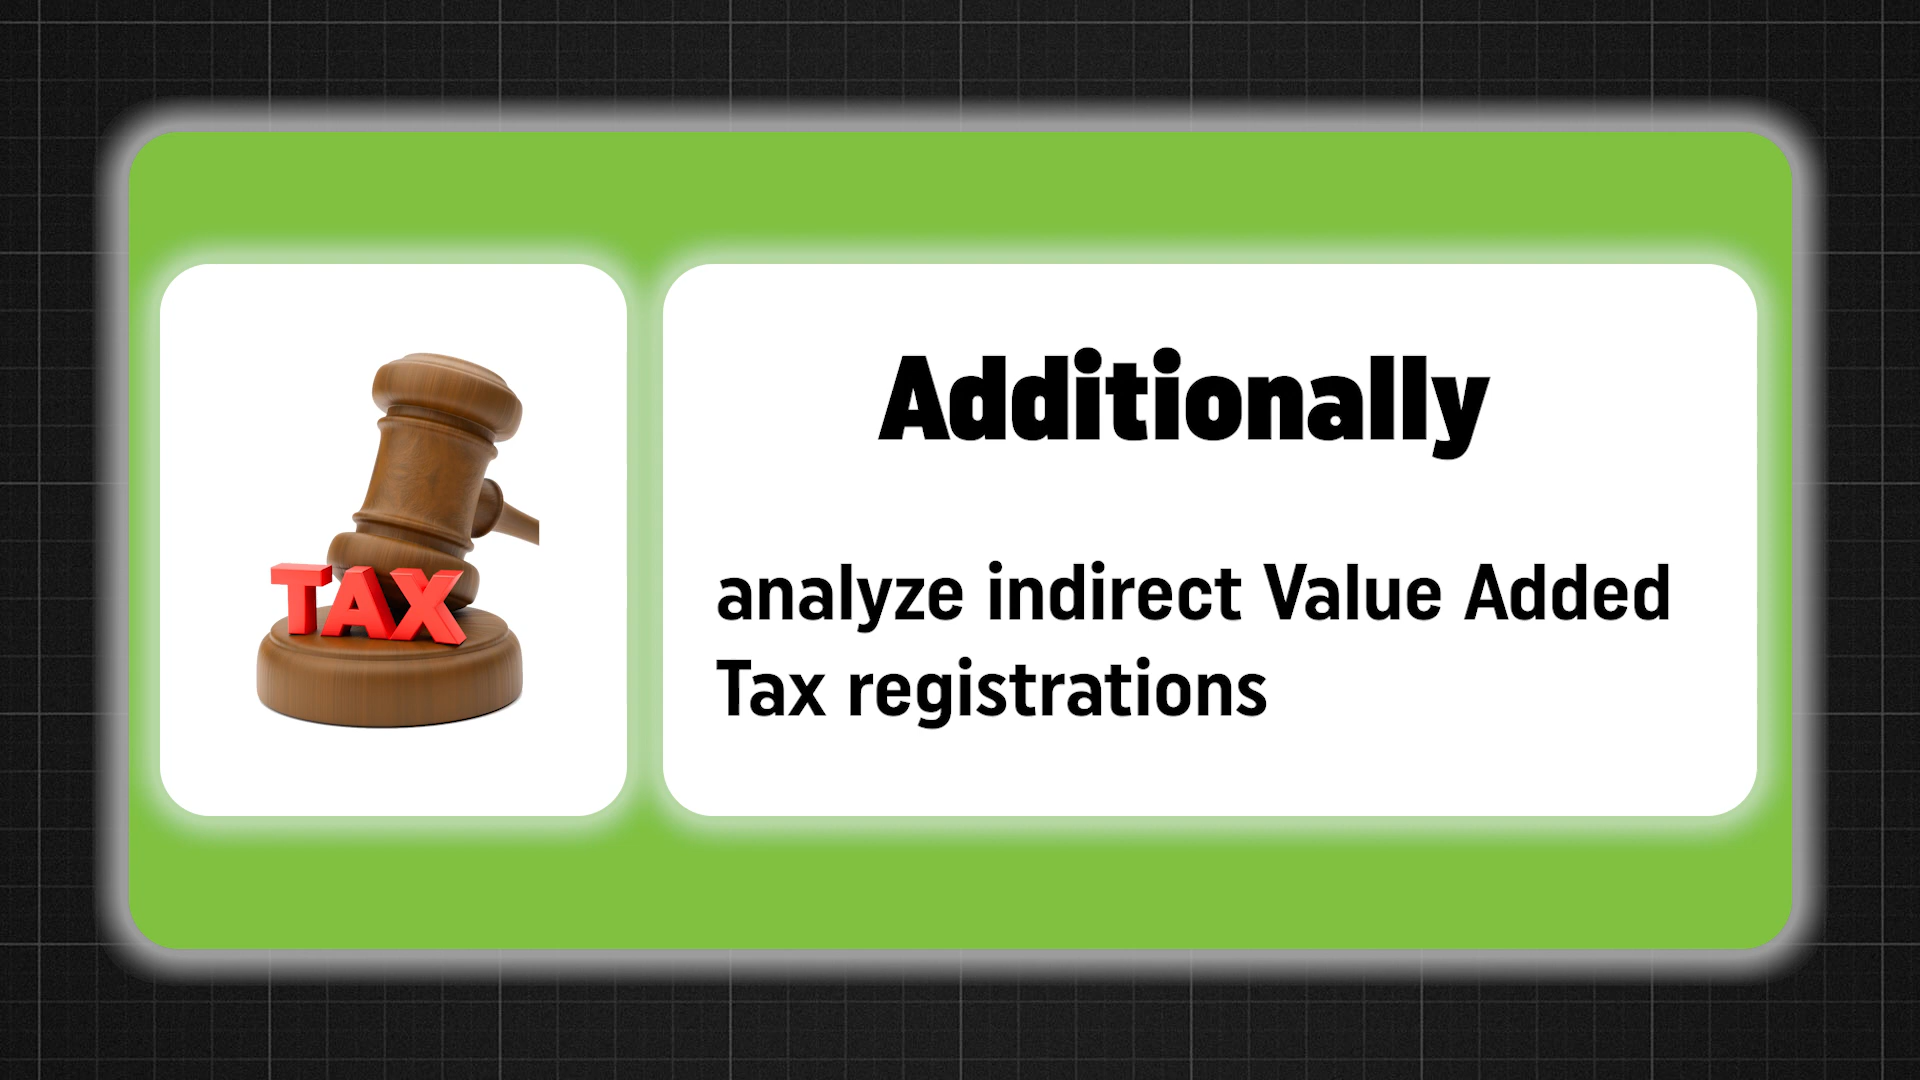 TAX
Additionally
analyze indirect Value Added
Tax registrations